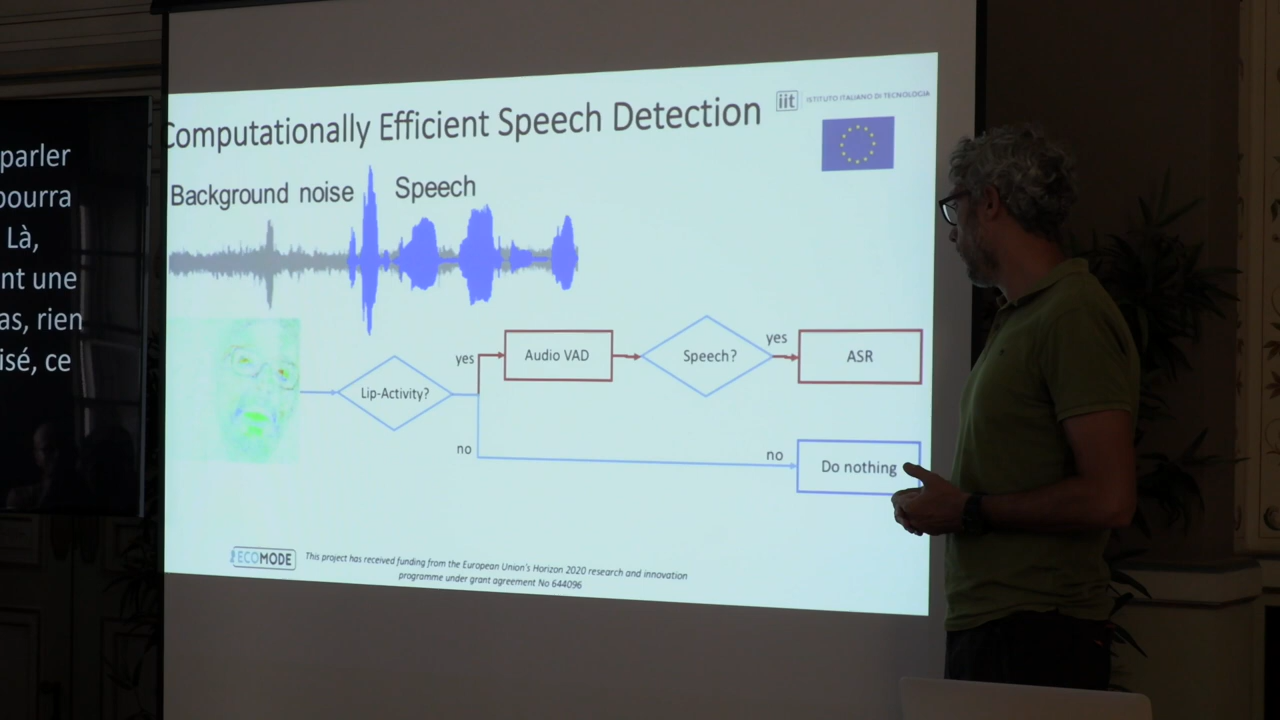 parler
pourra
Là,
nt une
as, rien
isé, ce
Computationally Efficient Speech Detection
iit
ISTITUTO ITALIANO DI TECNOLOGIA
Background noise
Speech
Lip-Activity?
yes
Audio VAD
Speech?
yes
ASR
no
no
Do nothing
ECOMODE
This project has received funding from the European Union's Horizon 2020 research and innovation
programme under grant agreement No 644096